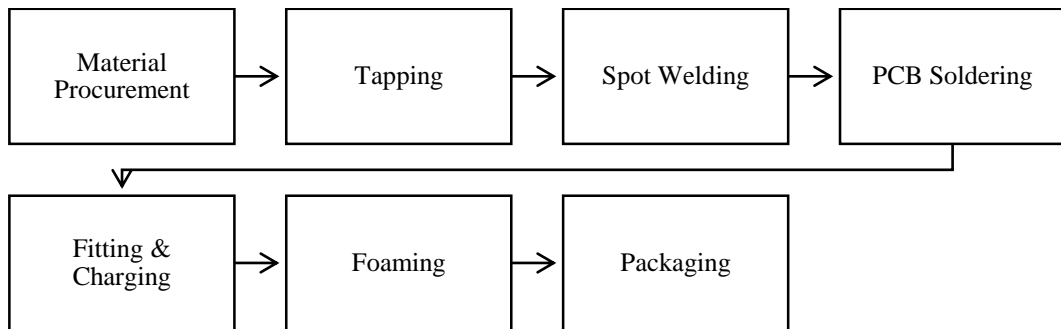 Material
Procurement
Tapping
Spot Welding
PCB Soldering
Fitting &
Charging
Foaming
Packaging